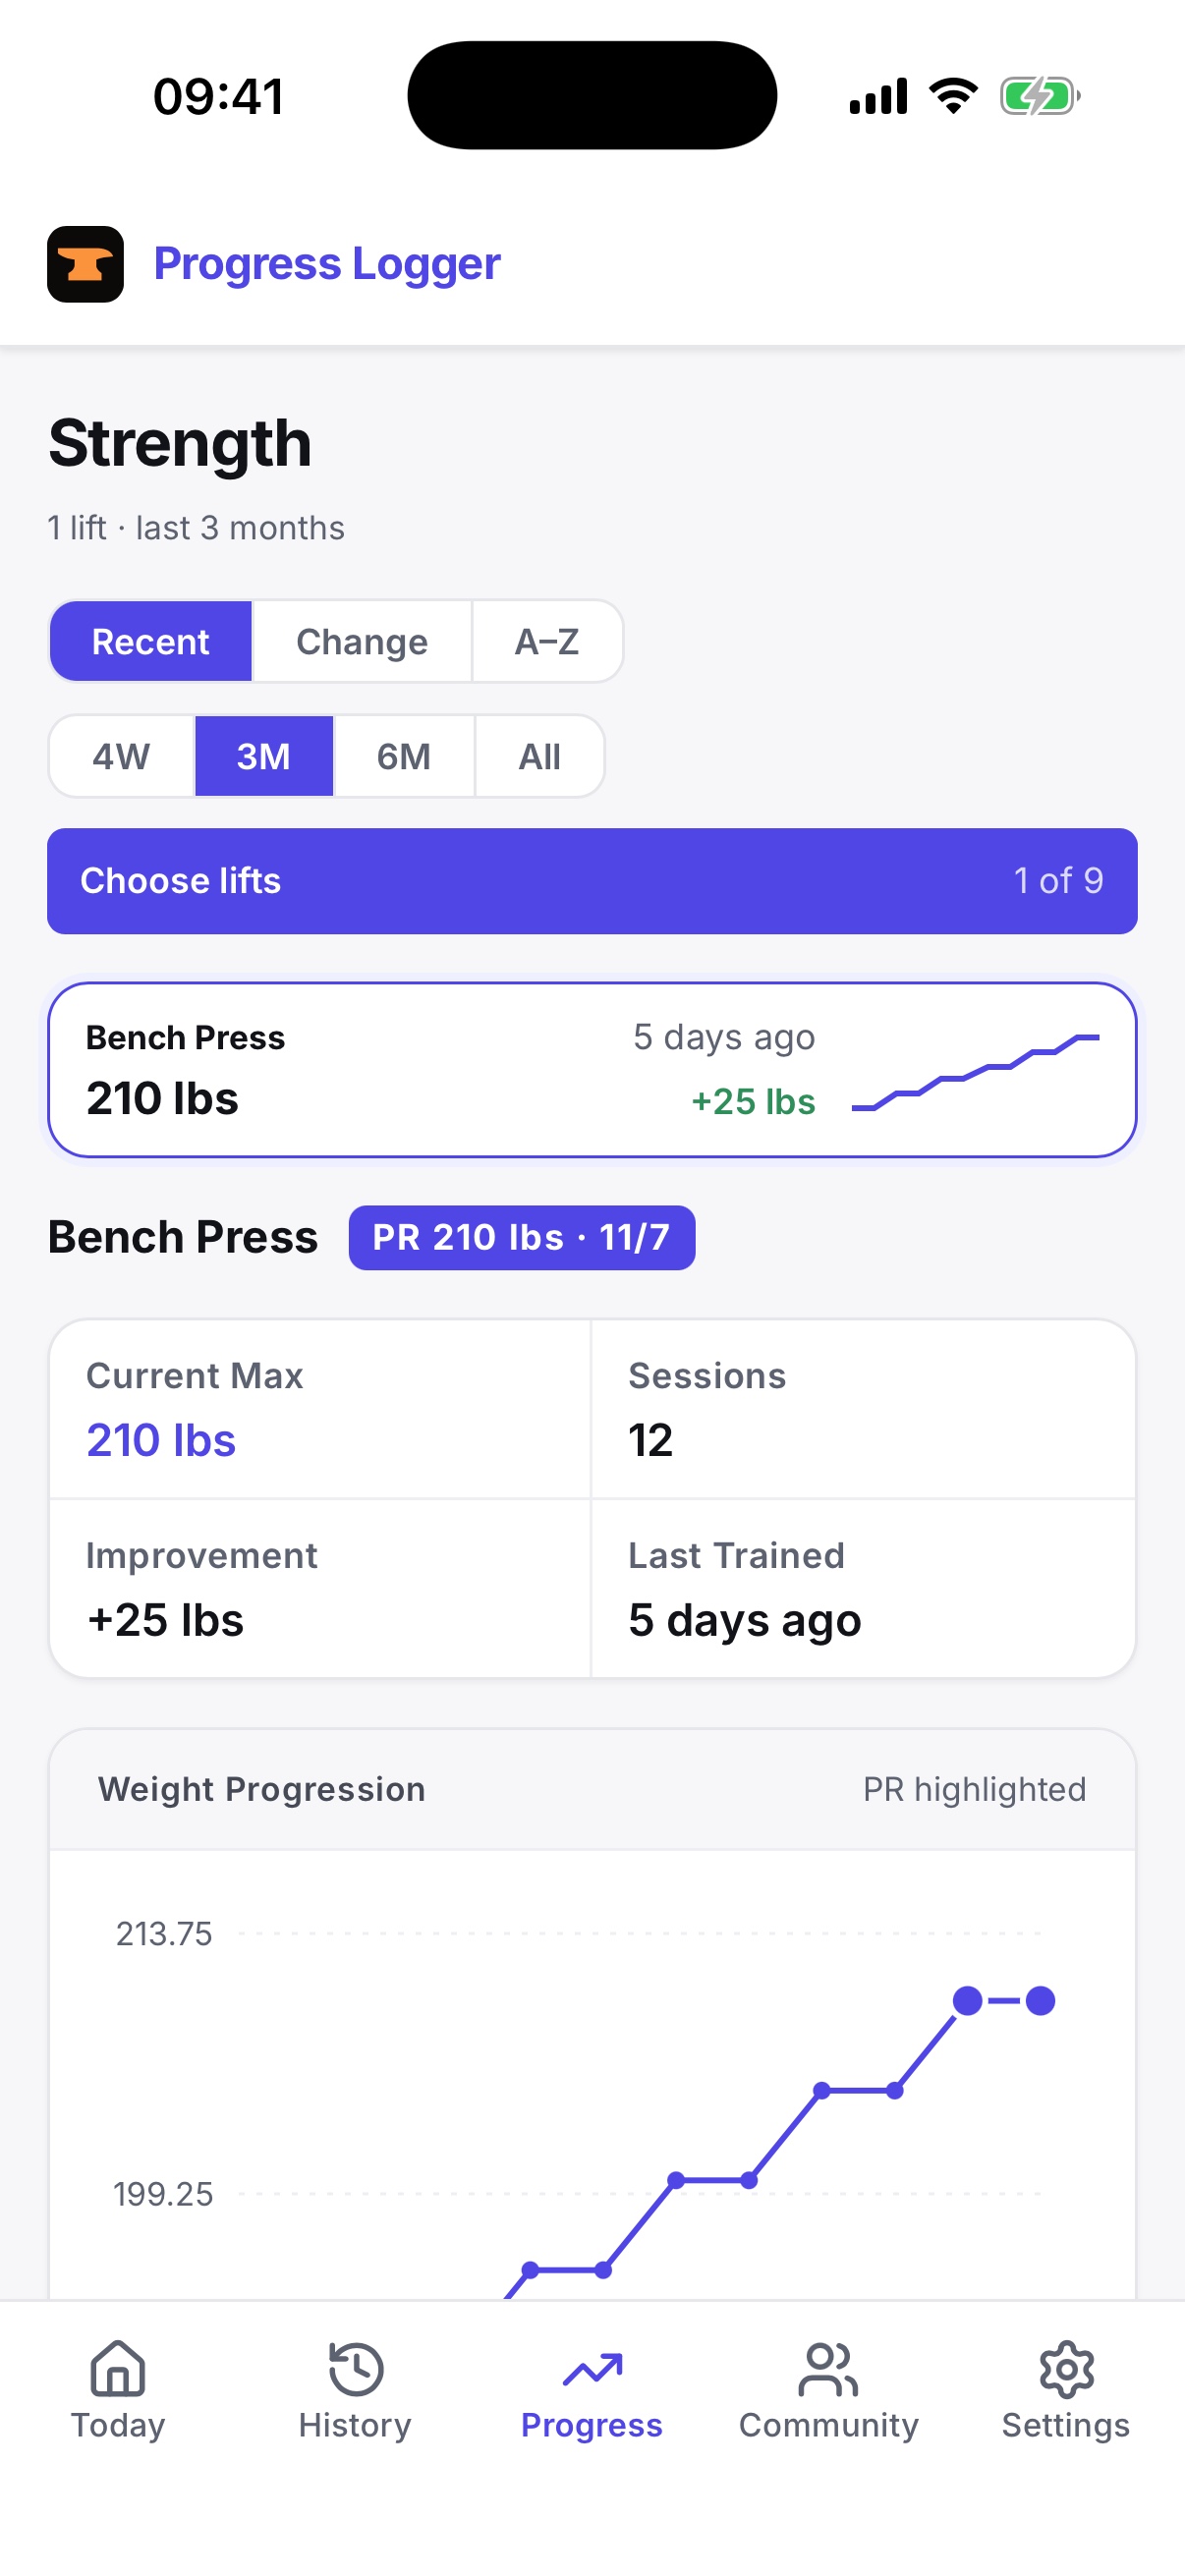 09:41
Progress Logger
Strength
1 lift · last 3 months
Recent Change A–Z
4W 3M 6M All
Choose lifts 1 of 9
Bench Press 5 days ago
210 lbs +25 lbs
Bench Press PR 210 lbs · 11/7
Current Max Sessions
210 lbs 12
Improvement Last Trained
+25 lbs 5 days ago
Weight Progression PR highlighted
213.75
199.25
Today History Progress Community Settings